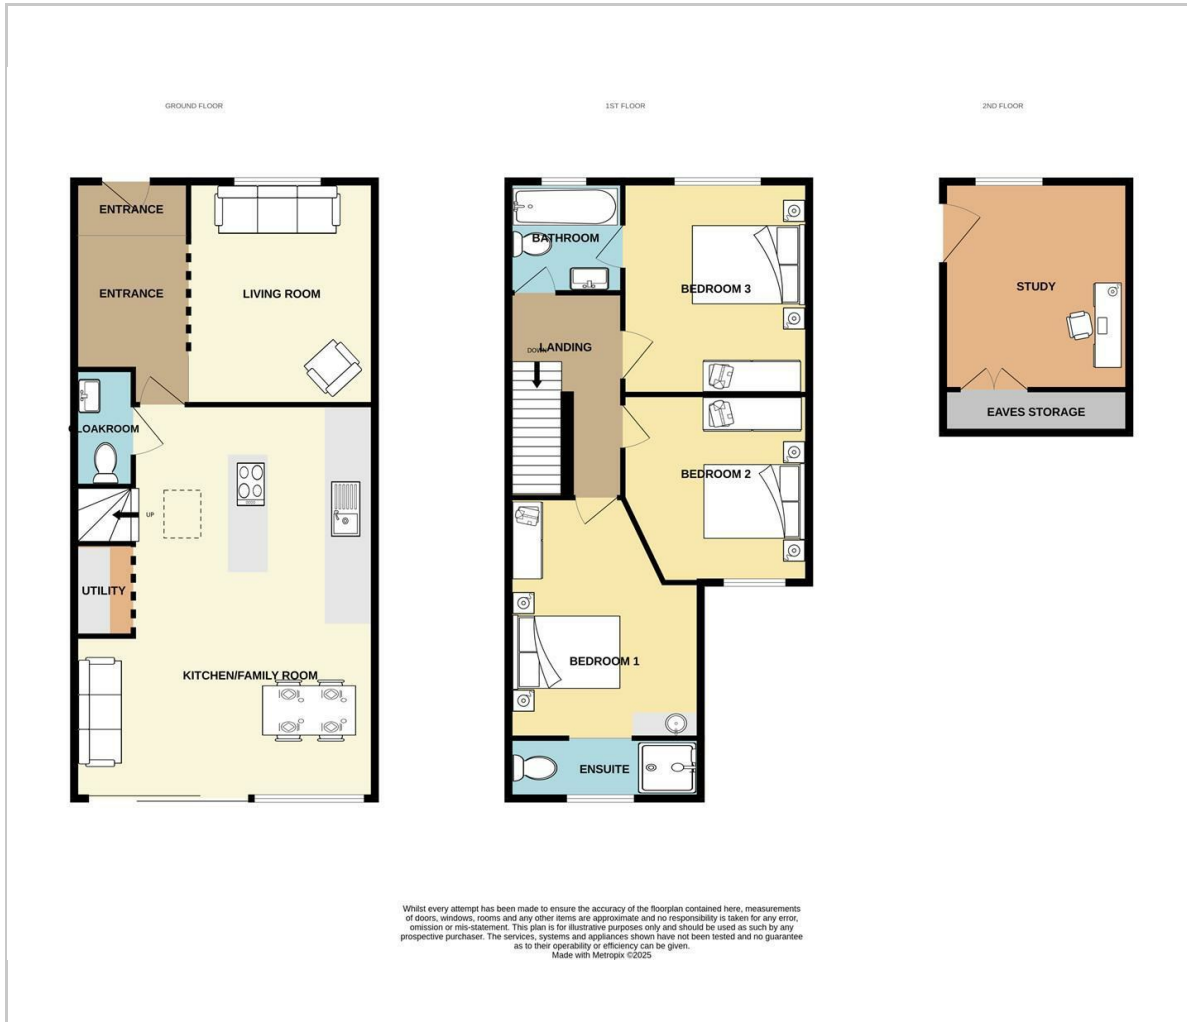 GROUND FLOOR
ENTRANCE
ENTRANCE
LIVING ROOM
CLOAKROOM
UP
UTILITY
KITCHEN/FAMILY ROOM
1ST FLOOR
BATHROOM
BEDROOM 3
LANDING
DOWN
BEDROOM 2
BEDROOM 1
ENSUITE
2ND FLOOR
STUDY
EAVES STORAGE
Whilst every attempt has been made to ensure the accuracy of the floorplan contained here, measurements
of doors, windows, rooms and any other items are approximate and no responsibility is taken for any error,
omission or mis-statement. This plan is for illustrative purposes only and should be used as such by any
prospective purchaser. The services, systems and appliances shown have not been tested and no guarantee
as to their operability or efficiency can be given.
Made with Metropix ©2025